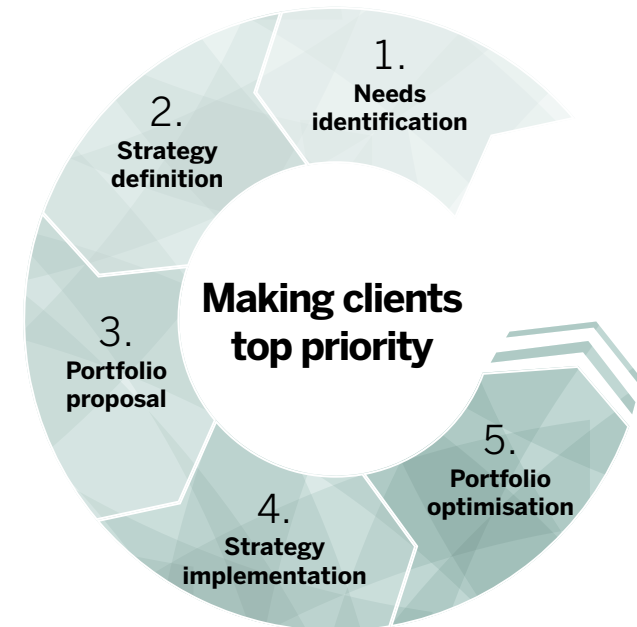 1.
Needs
identification
2.
Strategy
definition
3.
Portfolio
proposal
4.
Strategy
implementation
5.
Portfolio
optimisation
Making clients
top priority